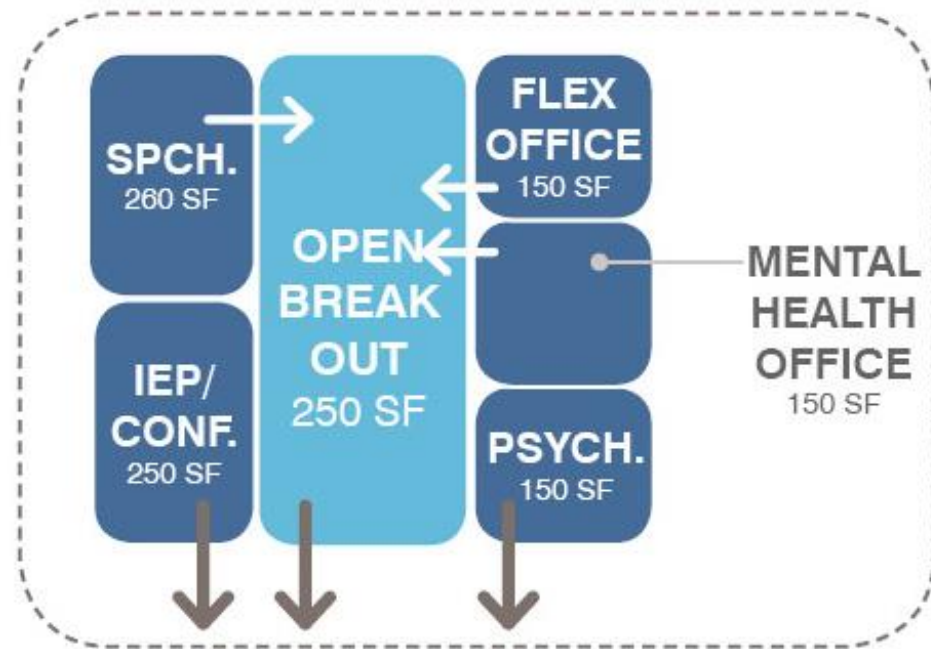 SPCH.
260 SF
IEP/
CONF.
250 SF
OPEN
BREAK
OUT
250 SF
FLEX
OFFICE
150 SF
PSYCH.
150 SF
MENTAL
HEALTH
OFFICE
150 SF